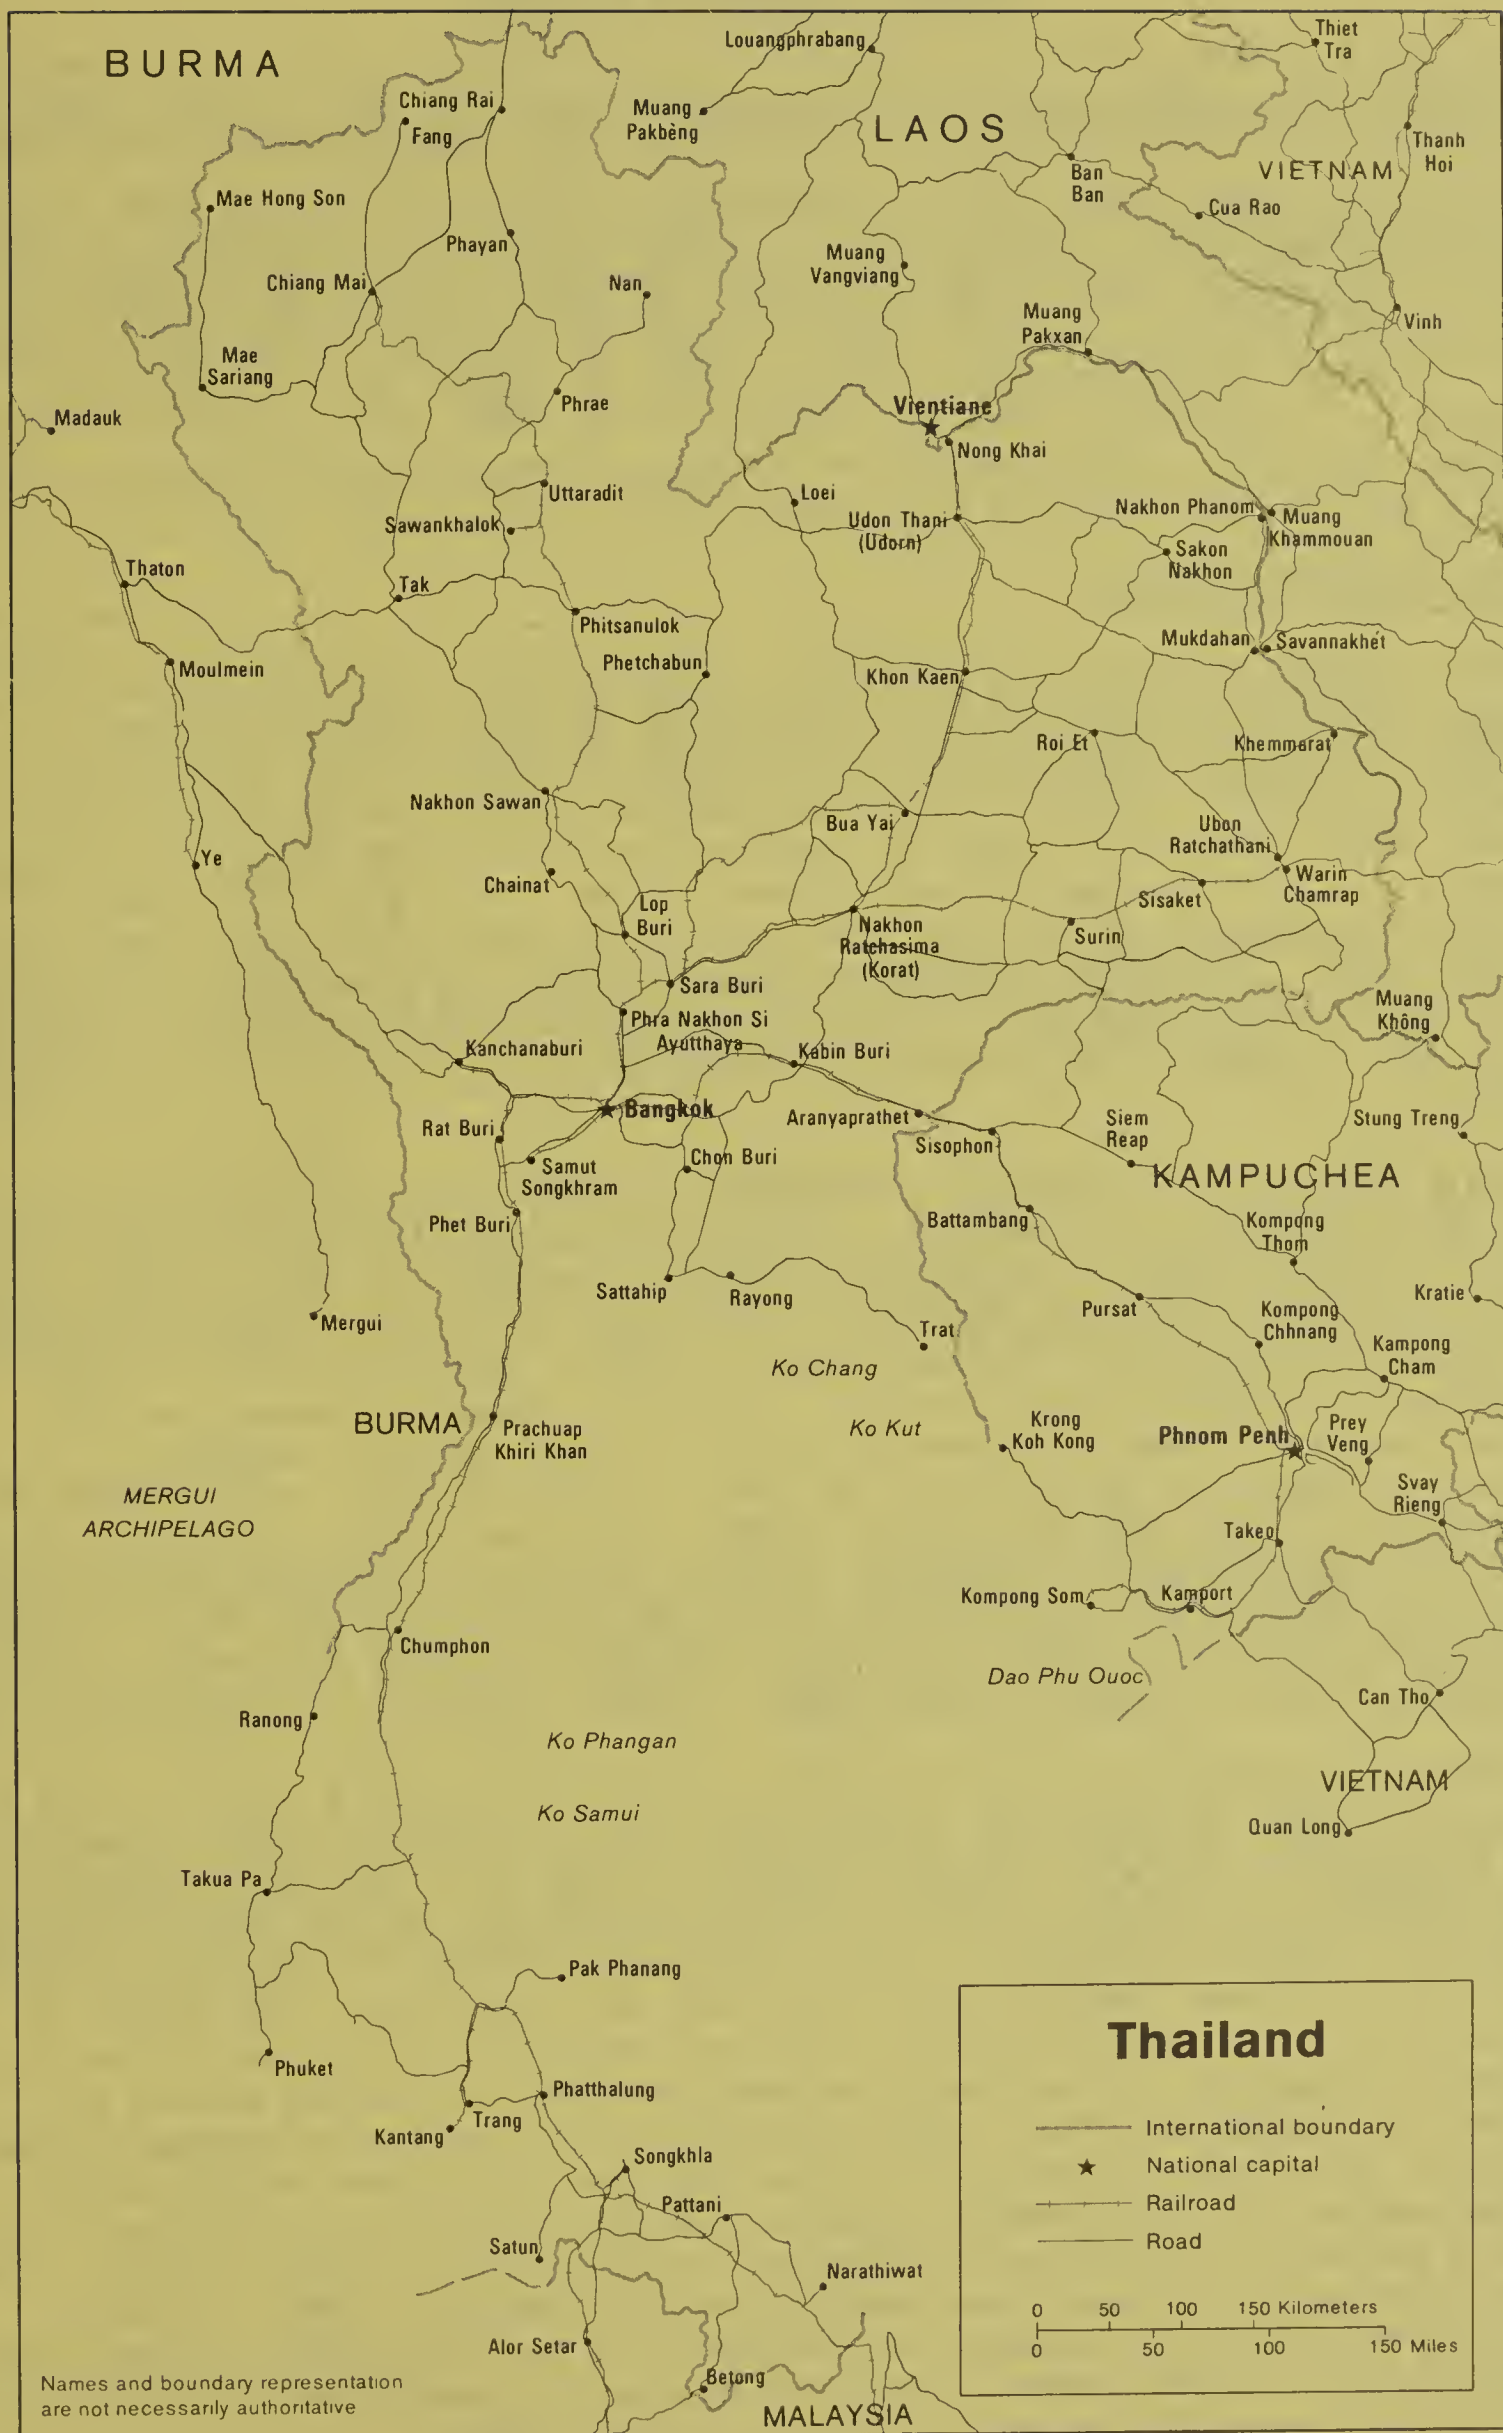 BURMA
Louangphrabang
Thiet
Tra
Chiang Rai
Fang
Muang
Pakbèng
LAOS
Thanh
Hoi
VIETNAM
Ban
Ban
Cua Rao
Mae Hong Son
Phayan
Muang
Vangviang
Chiang Mai
Nan
Muang
Pakxan
Vinh
Mae
Sariang
Phrae
Vientiane
Madauk
Nong Khai
Uttaradit
Loei
Sawankhalok
Udon Thani
(Udorn)
Nakhon Phanom
Muang
Khammouan
Sakon
Nakhon
Thaton
Tak
Phitsanulok
Mukdahan
Savannakhét
Moulmein
Phetchabun
Khon Kaen
Roi Et
Khemmarat
Nakhon Sawan
Bua Yai
Ubon
Ratchathani
Ye
Chainat
Warin
Chamrap
Sisaket
Lop
Buri
Nakhon
Ratchasima
(Korat)
Surin
Sara Buri
Muang
Không
Phra Nakhon Si
Ayutthaya
Kanchanaburi
Kabin Buri
Bangkok
Aranyaprathet
Siem
Reap
Stung Treng
Rat Buri
Sisophon
Chon Buri
Samut
Songkhram
KAMPUCHEA
Phet Buri
Battambang
Kompong
Thom
Sattahip
Rayong
Pursat
Kompong
Chhnang
Kratie
Mergui
Trat
Kampong
Cham
Ko Chang
BURMA
Prachuap
Khiri Khan
Ko Kut
Krong
Koh Kong
Phnom Penh
Prey
Veng
Svay
Rieng
MERGUI
ARCHIPELAGO
Takeo
Kompong Som
Kamport
Chumphon
Dao Phu Ouoc
Can Tho
Ranong
Ko Phangan
VIETNAM
Ko Samui
Quan Long
Takua Pa
Pak Phanang
Phuket
Phatthalung
Trang
Kantang
Songkhla
Pattani
Satun
Narathiwat
Alor Setar
Betong
MALAYSIA
Names and boundary representation
are not necessarily authoritative
Thailand
International boundary
National capital
Railroad
Road
0 50 100 150 Kilometers
0 50 100 150 Miles